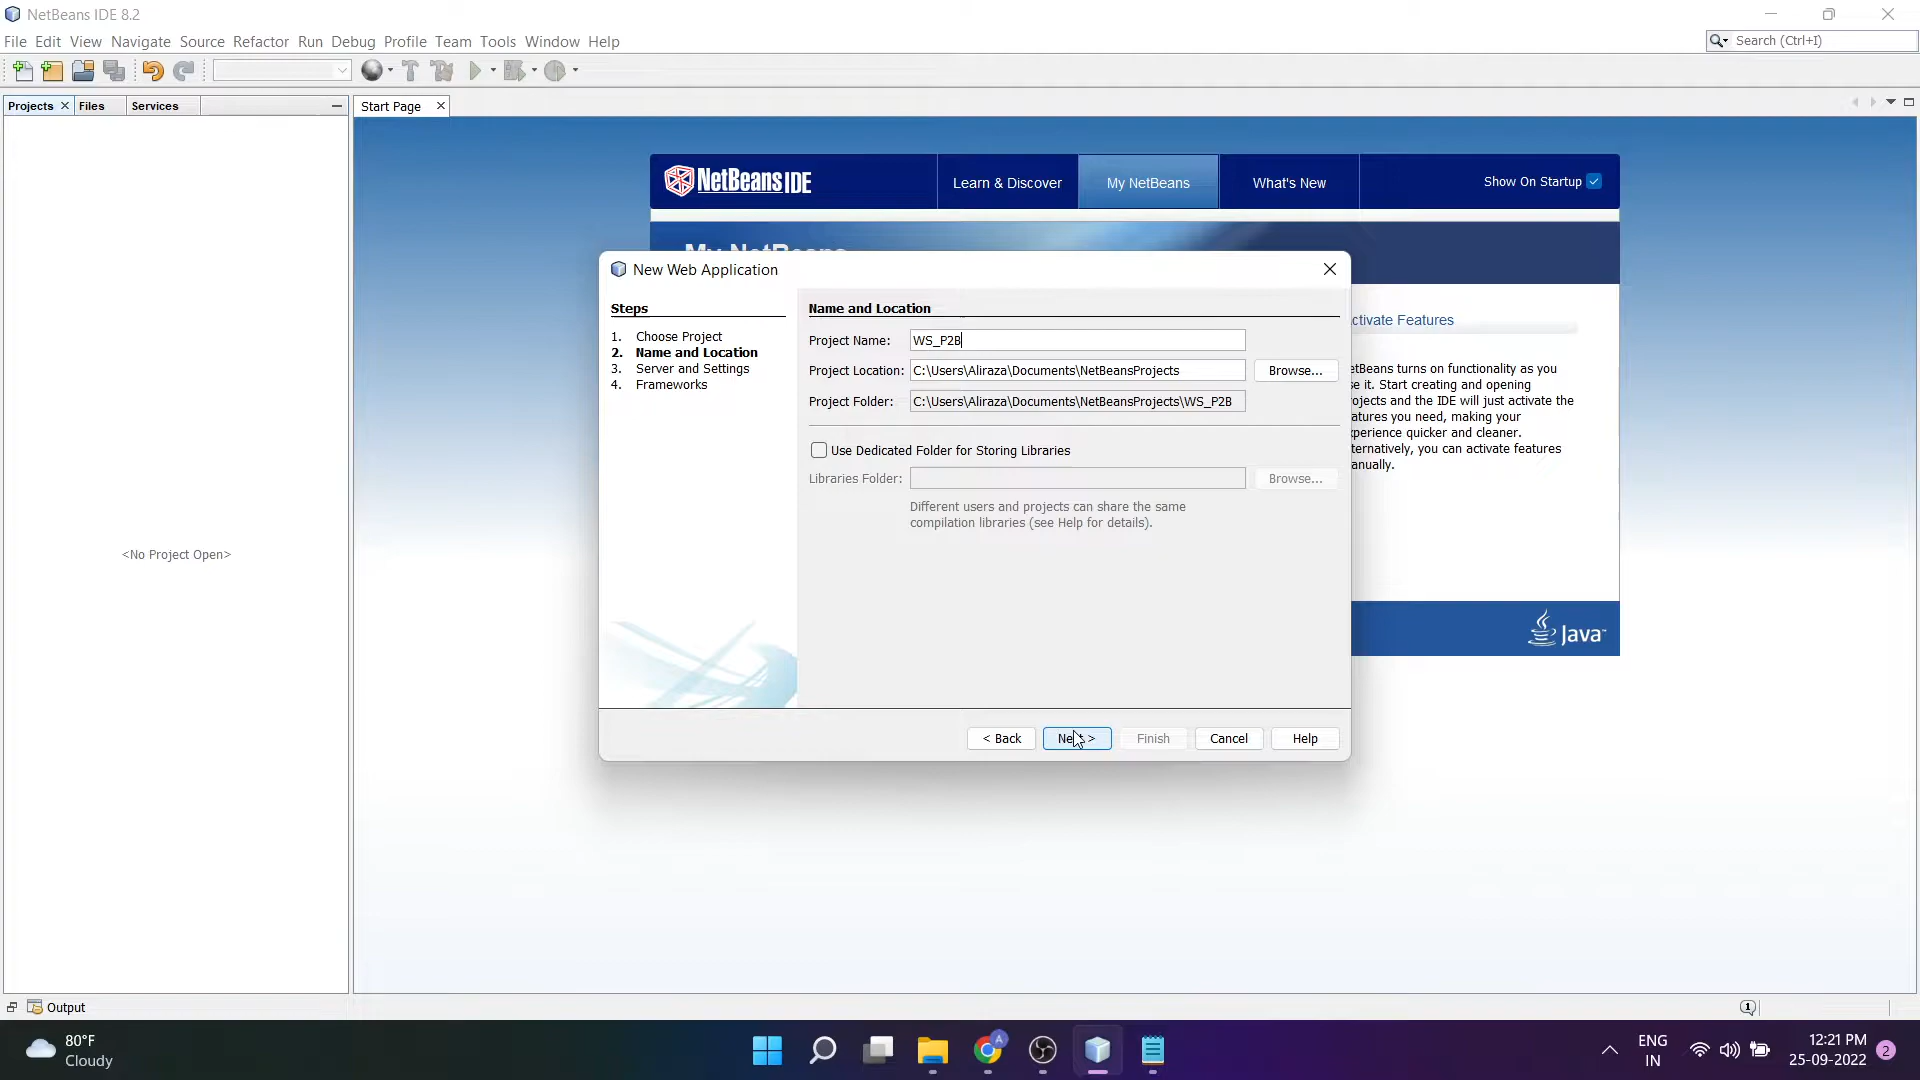 NetBeans IDE 8.2
File Edit View Navigate Source Refactor Run Debug Profile Team Tools Window Help
Search (Ctrl+I)
Projects Files Services
Start Page
NetBeans IDE
Learn & Discover
My NetBeans
What's New
Show On Startup
My NetBeans
New Web Application
Steps
1. Choose Project
2. Name and Location
3. Server and Settings
4. Frameworks
Name and Location
Project Name: WS_P2B
Project Location: C:\Users\Aliraza\Documents\NetBeansProjects Browse...
Project Folder: C:\Users\Aliraza\Documents\NetBeansProjects\WS_P2B
Use Dedicated Folder for Storing Libraries
Libraries Folder: Browse...
Different users and projects can share the same
compilation libraries (see Help for details).
< Back Next > Finish Cancel Help
ctivate Features
etBeans turns on functionality as you
se it. Start creating and opening
rojects and the IDE will just activate the
atures you need, making your
xperience quicker and cleaner.
ternatively, you can activate features
anually.
Java
<No Project Open>
Output
1
80°F
Cloudy
A
ENG
IN
12:21 PM
25-09-2022
2